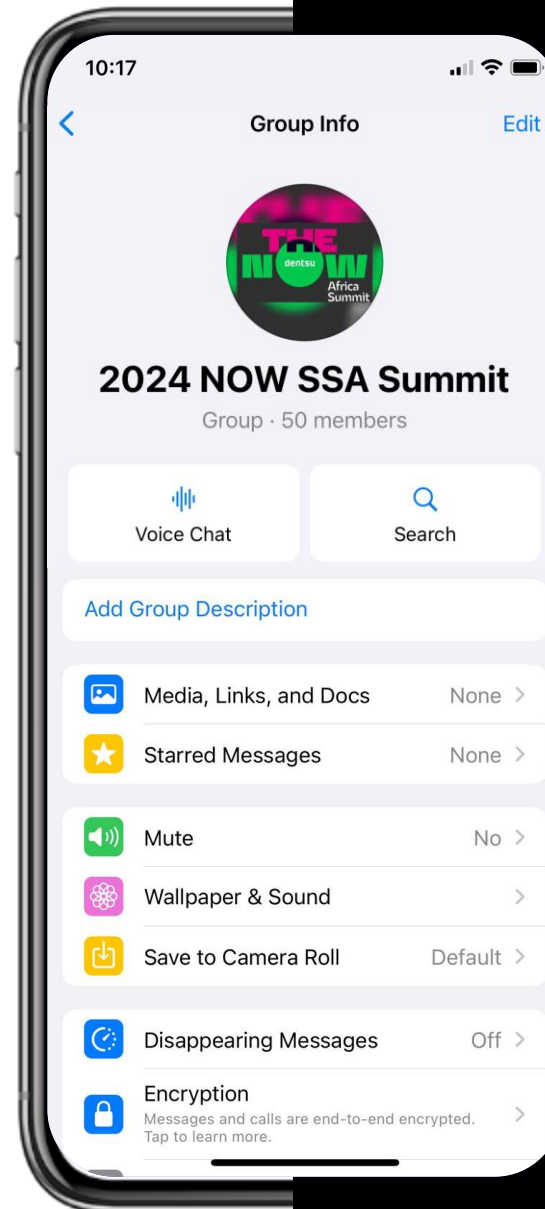 10:17
Group Info
Edit
THE
NOW
dentsu
Africa
Summit
2024 NOW SSA Summit
Group · 50 members
Voice Chat
Search
Add Group Description
Media, Links, and Docs
None
Starred Messages
None
Mute
No
Wallpaper & Sound
Save to Camera Roll
Default
Disappearing Messages
Off
Encryption
Messages and calls are end-to-end encrypted.
Tap to learn more.